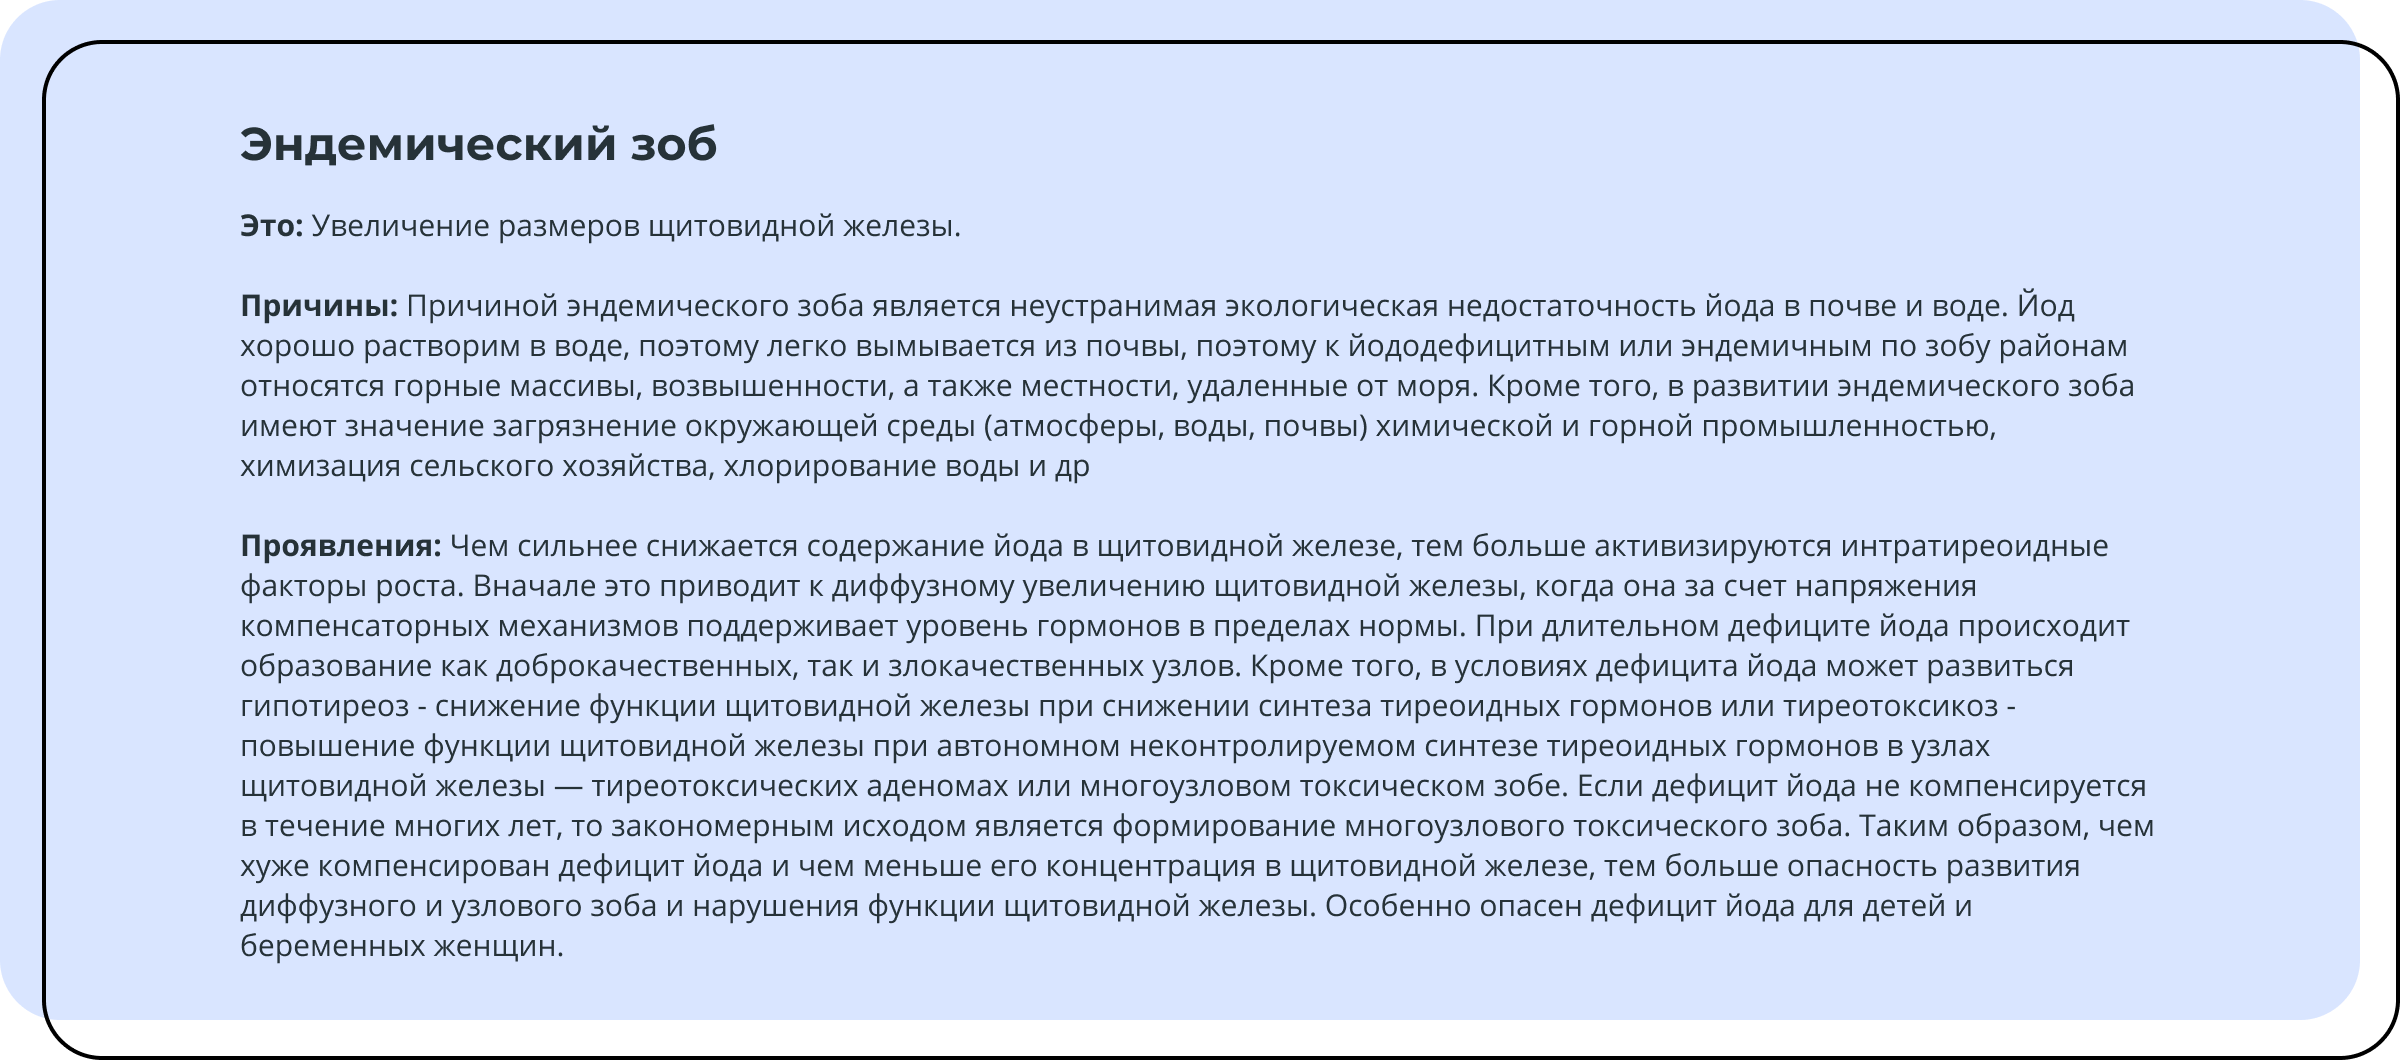 Эндемический зоб
Это: Увеличение размеров щитовидной железы.
Причины: Причиной эндемического зоба является неустранимая экологическая недостаточность йода в почве и воде. Йод
хорошо растворим в воде, поэтому легко вымывается из почвы, поэтому к йододефицитным или эндемичным по зобу районам
относятся горные массивы, возвышенности, а также местности, удаленные от моря. Кроме того, в развитии эндемического зоба
имеют значение загрязнение окружающей среды (атмосферы, воды, почвы) химической и горной промышленностью,
химизация сельского хозяйства, хлорирование воды и др
Проявления: Чем сильнее снижается содержание йода в щитовидной железе, тем больше активизируются интратиреоидные
факторы роста. Вначале это приводит к диффузному увеличению щитовидной железы, когда она за счет напряжения
компенсаторных механизмов поддерживает уровень гормонов в пределах нормы. При длительном дефиците йода происходит
образование как доброкачественных, так и злокачественных узлов. Кроме того, в условиях дефицита йода может развиться
гипотиреоз - снижение функции щитовидной железы при снижении синтеза тиреоидных гормонов или тиреотоксикоз -
повышение функции щитовидной железы при автономном неконтролируемом синтезе тиреоидных гормонов в узлах
щитовидной железы — тиреотоксических аденомах или многоузловом токсическом зобе. Если дефицит йода не компенсируется
в течение многих лет, то закономерным исходом является формирование многоузлового токсического зоба. Таким образом, чем
хуже компенсирован дефицит йода и чем меньше его концентрация в щитовидной железе, тем больше опасность развития
диффузного и узлового зоба и нарушения функции щитовидной железы. Особенно опасен дефицит йода для детей и
беременных женщин.